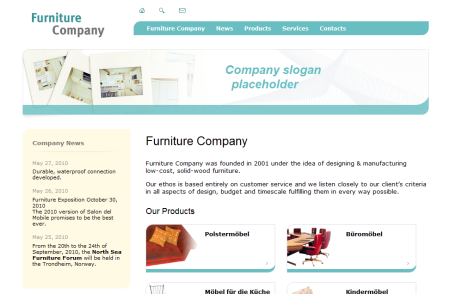 Furniture
Company
Furniture Company News Products Services Contacts
Company slogan
placeholder
Company News
May 27, 2010
Durable, waterproof connection
developed.
May 26, 2010
Furniture Exposition October 30,
2010
The 2010 version of Salon del
Mobile promises to be the best
ever.
May 25, 2010
From the 20th to the 24th of
September, 2010, the North Sea
Furniture Forum will be held in
the Trondheim, Norway.
Furniture Company
Furniture Company was founded in 2001 under the idea of designing & manufacturing
low-cost, solid-wood furniture.
Our ethos is based entirely on customer service and we listen closely to our client's criteria
in all aspects of design, budget and timescale fulfilling them in every way possible.
Our Products
Polstermöbel
Büromöbel
Möbel für die Küche
Kindermöbel